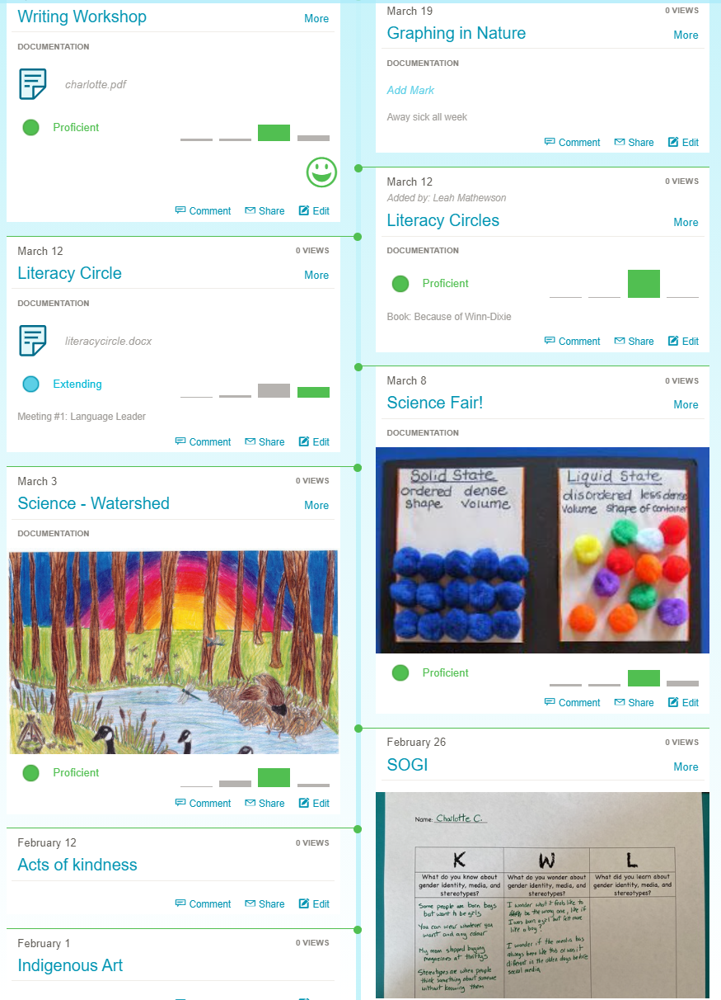 Writing Workshop
More
DOCUMENTATION
charlotte.pdf
Proficient
Comment Share Edit
March 12
0 VIEWS
Literacy Circle
More
DOCUMENTATION
literacycircle.docx
Extending
Meeting #1: Language Leader
Comment Share Edit
March 3
0 VIEWS
Science - Watershed
More
DOCUMENTATION
Proficient
Comment Share Edit
February 12
0 VIEWS
Acts of kindness
Comment Share Edit
February 1
0 VIEWS
Indigenous Art
March 19
0 VIEWS
Graphing in Nature
More
DOCUMENTATION
Add Mark
Away sick all week
Comment Share Edit
March 12
0 VIEWS
Added by: Leah Mathewson
Literacy Circles
More
DOCUMENTATION
Proficient
Book: Because of Winn-Dixie
Comment Share Edit
March 8
0 VIEWS
Science Fair!
More
DOCUMENTATION
Solid State
ordered dense
shape volume
Liquid State
disordered less dense
volume shape of container
Proficient
Comment Share Edit
February 26
0 VIEWS
SOGI
More
Name: Charlotte C.
K
What do you know about
gender identity, media, and
stereotypes?
Some people are born boys
but want to be girls
You can wear whatever you
want and any colour
My mom stopped buying
magazines at
Stereotypes are when people
think something about someone
without knowing them
W
What do you wonder about
gender identity, media, and
stereotypes?
I wonder what it feels like to
be the wrong one, like if
I was born a girl but felt more
like a boy?
I wonder if the media has
always been like this or was it
different in the olden days before
social media
L
What did you learn about
gender identity, media, and
stereotypes?